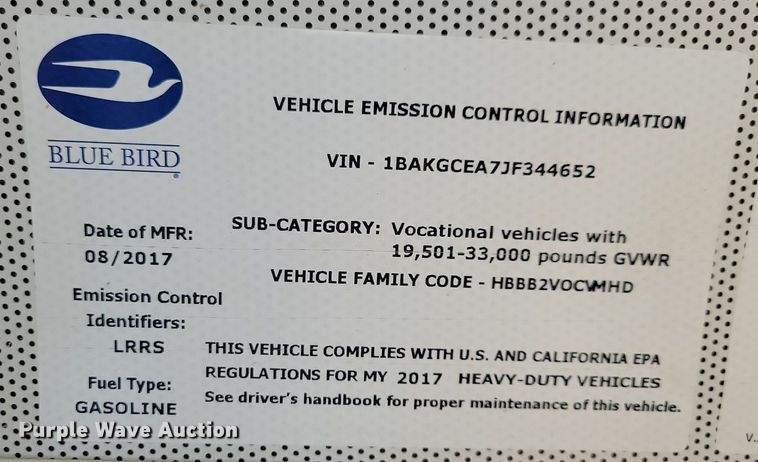 BLUE BIRD
VEHICLE EMISSION CONTROL INFORMATION
VIN - 1BAKGCEA7JF344652
Date of MFR:
08/2017
SUB-CATEGORY: Vocational vehicles with
19,501-33,000 pounds GVWR
VEHICLE FAMILY CODE - HBBB2VOCVMHD
Emission Control
Identifiers:
LRRS
Fuel Type:
GASOLINE
THIS VEHICLE COMPLIES WITH U.S. AND CALIFORNIA EPA
REGULATIONS FOR MY 2017 HEAVY-DUTY VEHICLES
See driver's handbook for proper maintenance of this vehicle.
Purple Wave Auction